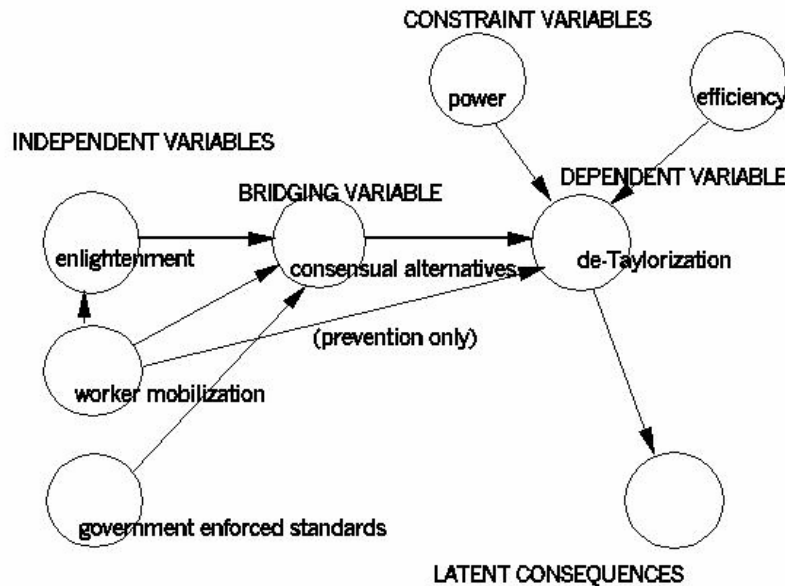 CONSTRAINT VARIABLES
power
efficiency
INDEPENDENT VARIABLES
BRIDGING VARIABLE
DEPENDENT VARIABLE
enlightenment
consensual alternatives
de-Taylorization
(prevention only)
worker mobilization
government enforced standards
LATENT CONSEQUENCES